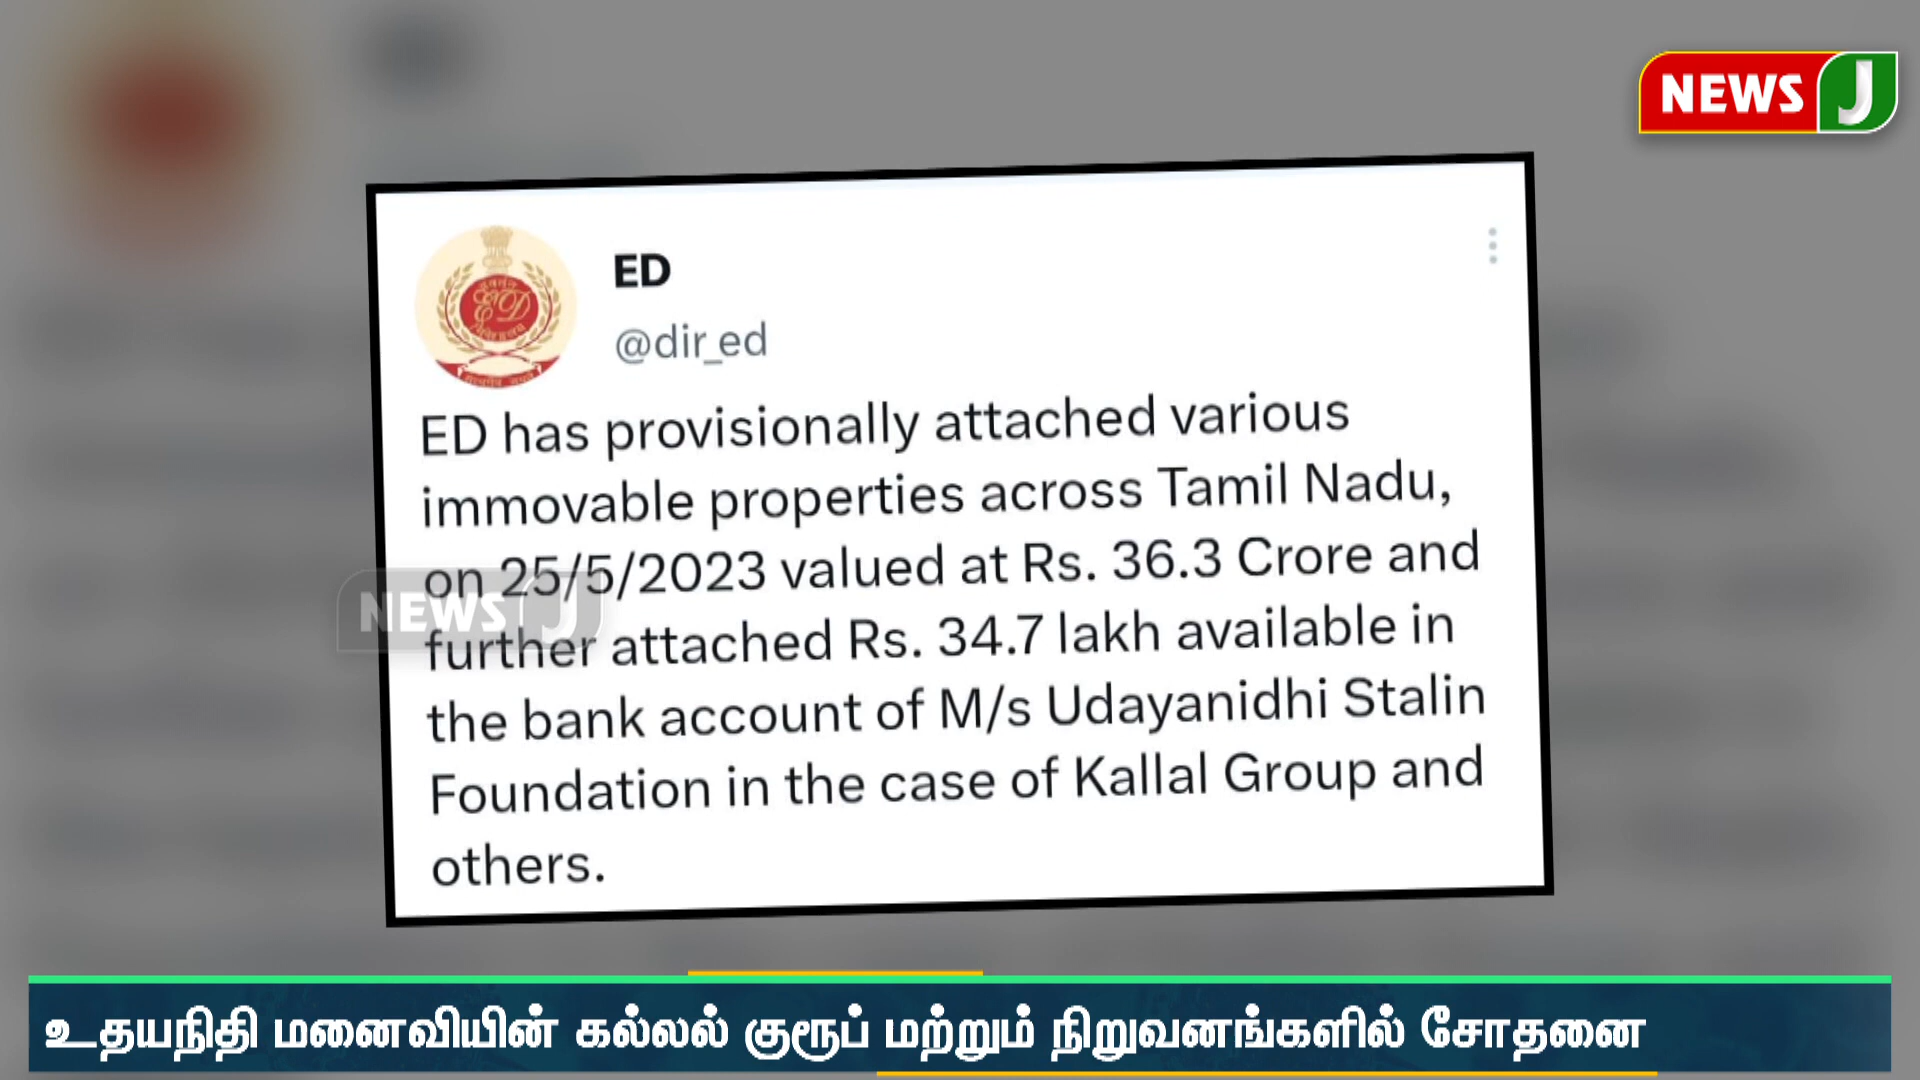 NEWS J
ED
@dir_ed
ED has provisionally attached various
immovable properties across Tamil Nadu,
on 25/5/2023 valued at Rs. 36.3 Crore and
further attached Rs. 34.7 lakh available in
the bank account of M/s Udayanidhi Stalin
Foundation in the case of Kallal Group and
others.
NEWS J
உதயநிதி மனைவியின் கல்லல் குரூப் மற்றும் நிறுவனங்களில் சோதனை